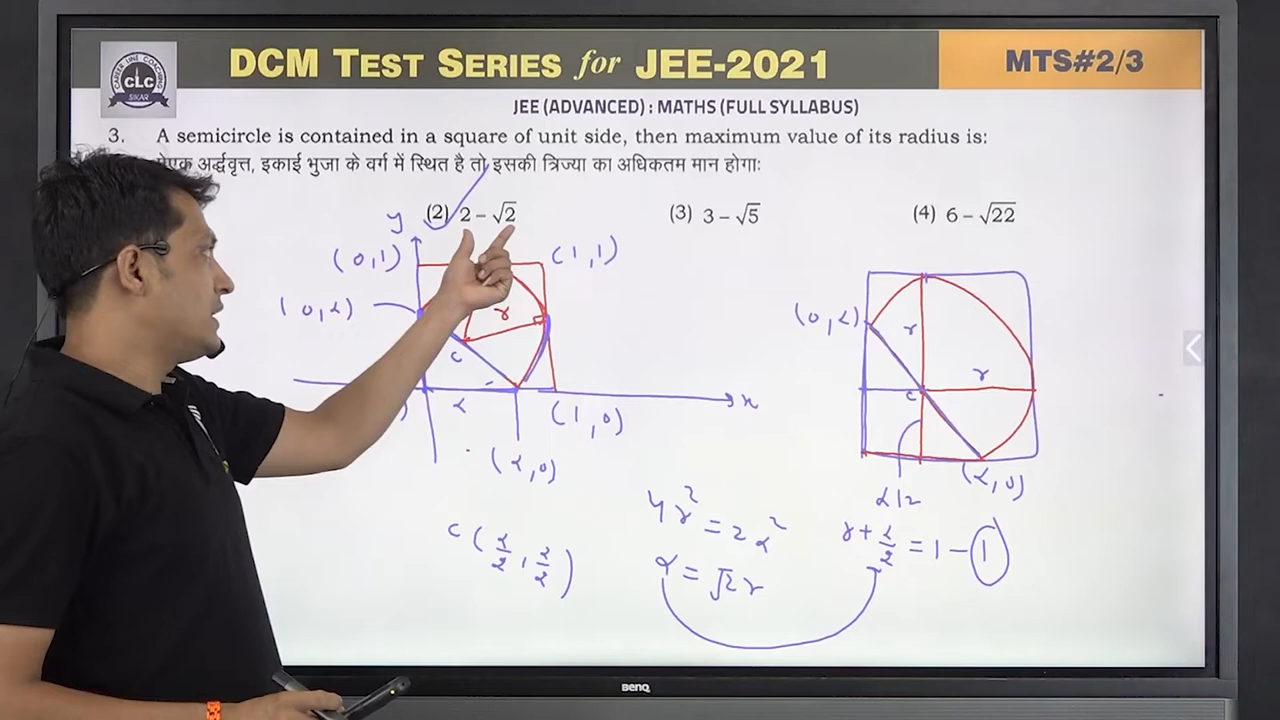 DCM TEST SERIES for JEE-2021
MTS#2/3
CAREER LINE COACHING
CLC
SIKAR
JEE (ADVANCED) : MATHS (FULL SYLLABUS)
3. A semicircle is contained in a square of unit side, then maximum value of its radius is:
अर्द्धवृत्त, इकाई भुजा के वर्ग में स्थित है तो इसकी त्रिज्या का अधिकतम मान होगाः
(2) 2 – √2
(3) 3 – √5
(4) 6 – √22
y
(0,1)
(1,1)
(0,α)
r
c
α
(1,0)
x
(α,0)
(0,α)
r
r
c
(α,0)
α/2
c(α/2, α/2)
4r² = 2α²
α = √2r
r + α/2 = 1 – ①
BenQ